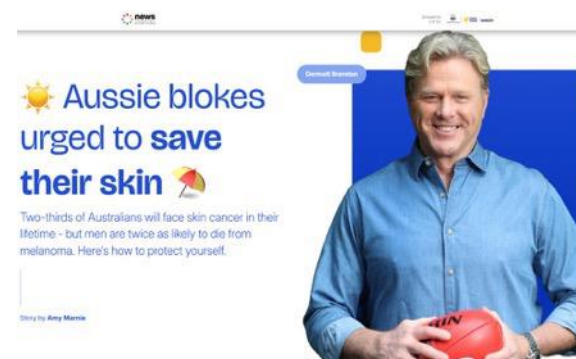 news
Dermott Brereton
☀️ Aussie blokes
urged to save
their skin ⛱️
Two-thirds of Australians will face skin cancer in their
lifetime - but men are twice as likely to die from
melanoma. Here's how to protect yourself.
Story by Amy Marnie